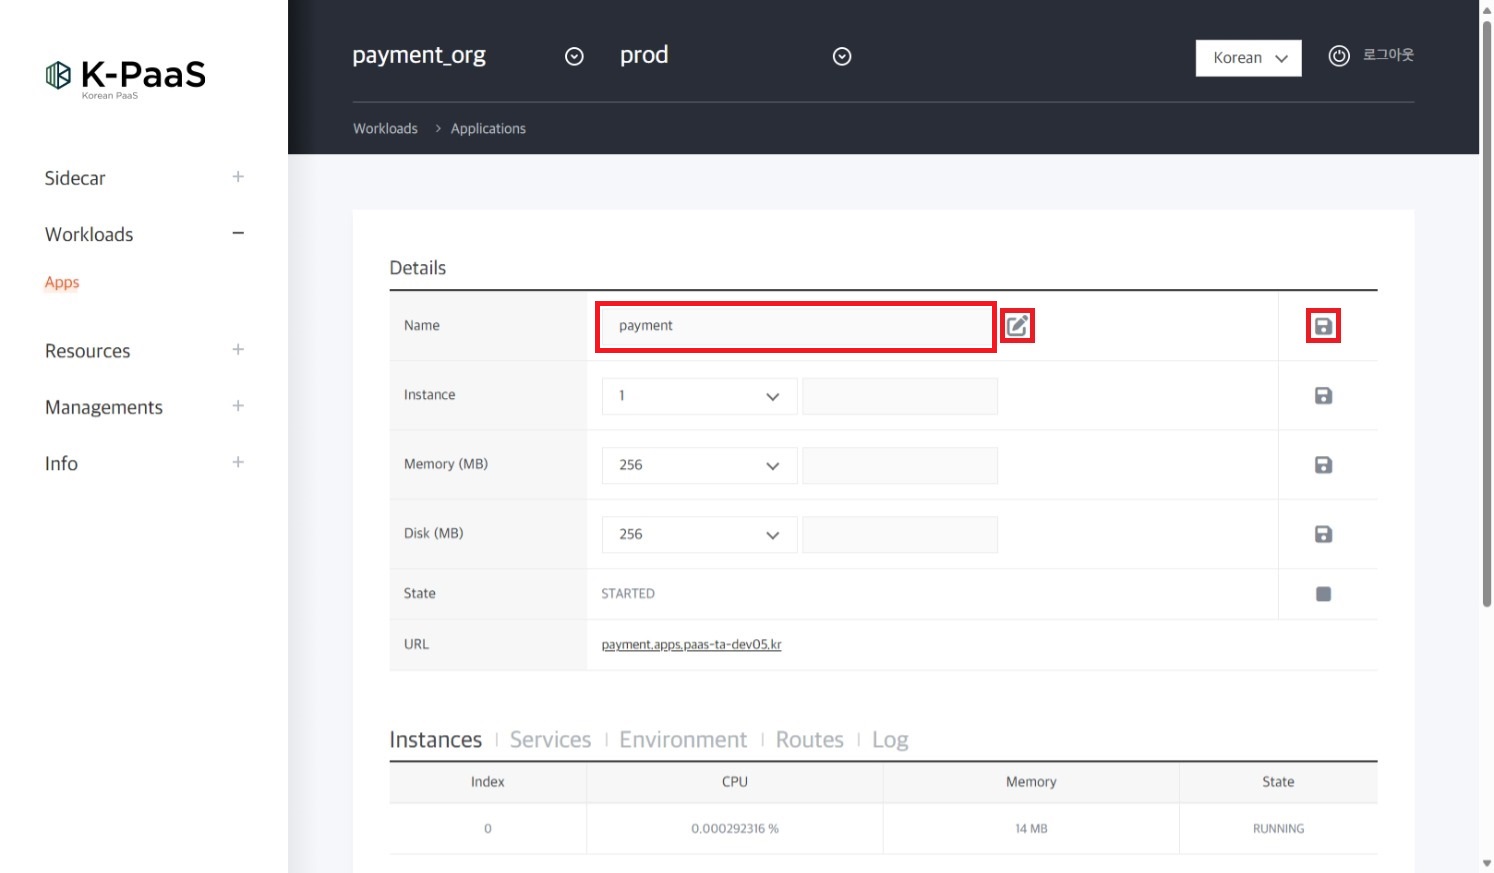 K-PaaS
Korean PaaS
payment_org
prod
Korean
로그아웃
Workloads > Applications
Sidecar +
Workloads −
Apps
Resources +
Managements +
Info +
Details
Name payment
Instance 1
Memory (MB) 256
Disk (MB) 256
State STARTED
URL payment.apps.paas-ta-dev05.kr
Instances | Services | Environment | Routes | Log
Index CPU Memory State
0 0.000292316 % 14 MB RUNNING